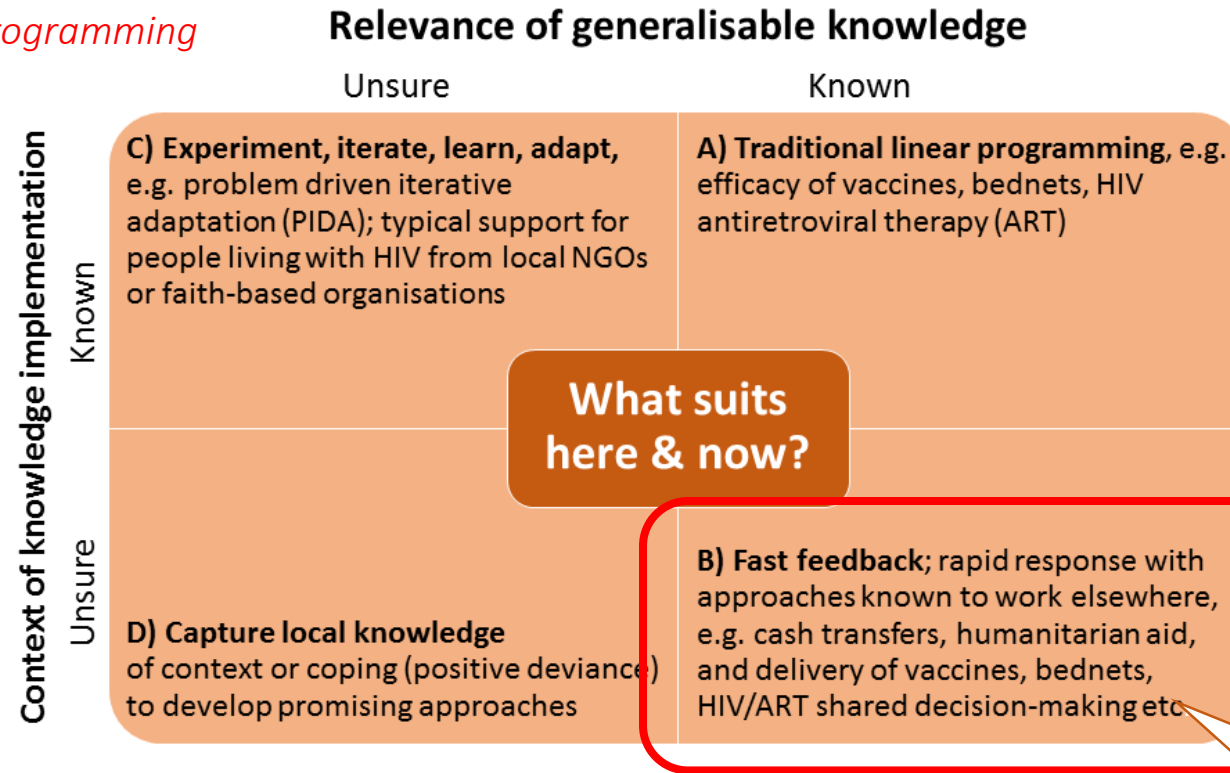 rogramming
Relevance of generalisable knowledge
Unsure
Known
Context of knowledge implementation
Known
Unsure
C) Experiment, iterate, learn, adapt,
e.g. problem driven iterative
adaptation (PIDA); typical support for
people living with HIV from local NGOs
or faith-based organisations
A) Traditional linear programming, e.g.
efficacy of vaccines, bednets, HIV
antiretroviral therapy (ART)
What suits
here & now?
D) Capture local knowledge
of context or coping (positive deviance)
to develop promising approaches
B) Fast feedback; rapid response with
approaches known to work elsewhere,
e.g. cash transfers, humanitarian aid,
and delivery of vaccines, bednets,
HIV/ART shared decision-making etc